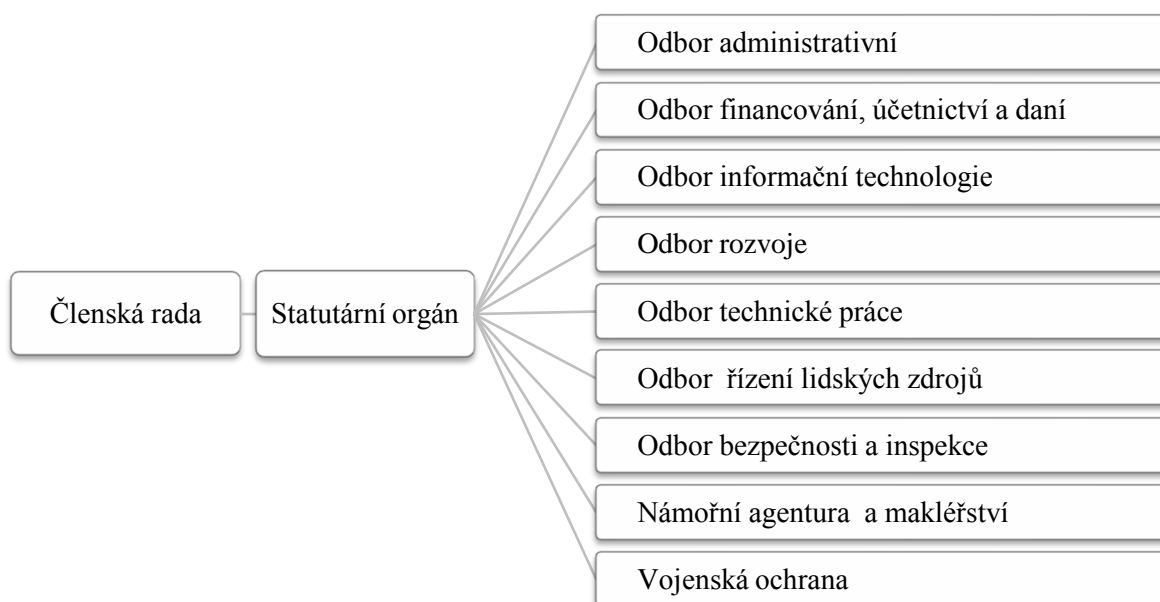 Členská rada
Statutární orgán
Odbor administrativní
Odbor financování, účetnictví a daní
Odbor informační technologie
Odbor rozvoje
Odbor technické práce
Odbor  řízení lidských zdrojů
Odbor bezpečnosti a inspekce
Námořní agentura  a makléřství
Vojenská ochrana